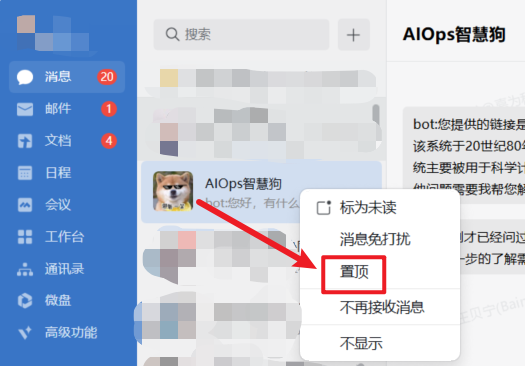 搜索
AIOps智慧狗
消息
20
邮件
1
文档
4
日程
会议
工作台
通讯录
微盘
高级功能
AIOps智慧狗
bot:您好，有什么
标为未读
消息免打扰
置顶
不再接收消息
不显示
bot:您提供的链接是
该系统于20世纪80年
统主要被用于科学计
他问题需要我帮您解
刚才已经问过
一步的了解需